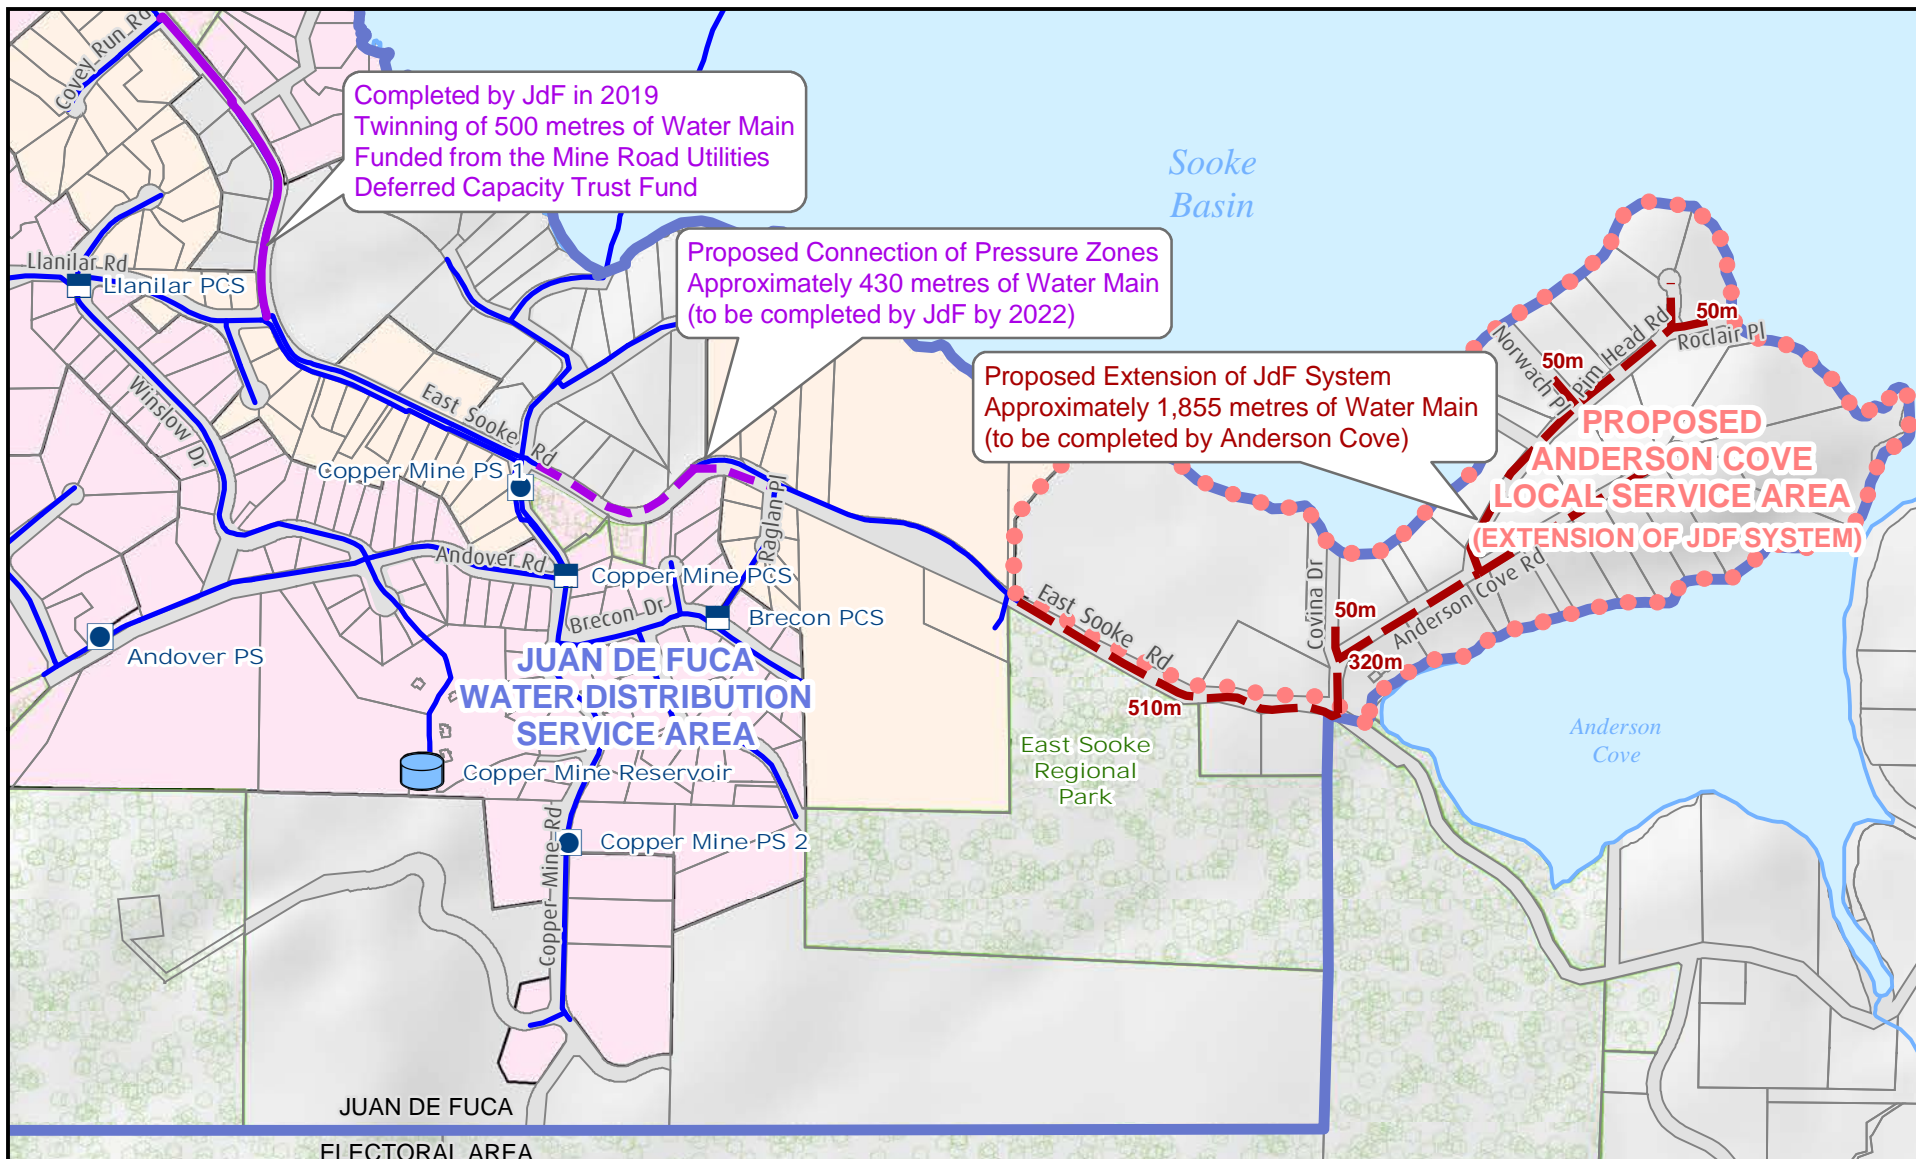 Covey Run Rd
Completed by JdF in 2019
Twinning of 500 metres of Water Main
Funded from the Mine Road Utilities
Deferred Capacity Trust Fund
Sooke
Basin
Proposed Connection of Pressure Zones
Approximately 430 metres of Water Main
(to be completed by JdF by 2022)
Llanilar Rd
Llanilar PCS
Proposed Extension of JdF System
Approximately 1,855 metres of Water Main
(to be completed by Anderson Cove)
50m
Roclair Pl
Pim Head Rd
50m
Norwach Pl
PROPOSED
ANDERSON COVE
LOCAL SERVICE AREA
(EXTENSION OF JDF SYSTEM)
Winslow Dr
East Sooke Rd
Copper Mine PS 1
Raglan Pl
Andover Rd
Copper Mine PCS
Brecon Dr
Brecon PCS
Andover PS
East Sooke Rd
Covina Dr
Anderson Cove Rd
50m
320m
510m
JUAN DE FUCA
WATER DISTRIBUTION
SERVICE AREA
East Sooke
Regional
Park
Anderson
Cove
Copper Mine Reservoir
Copper Mine Rd
Copper Mine PS 2
JUAN DE FUCA
ELECTORAL AREA